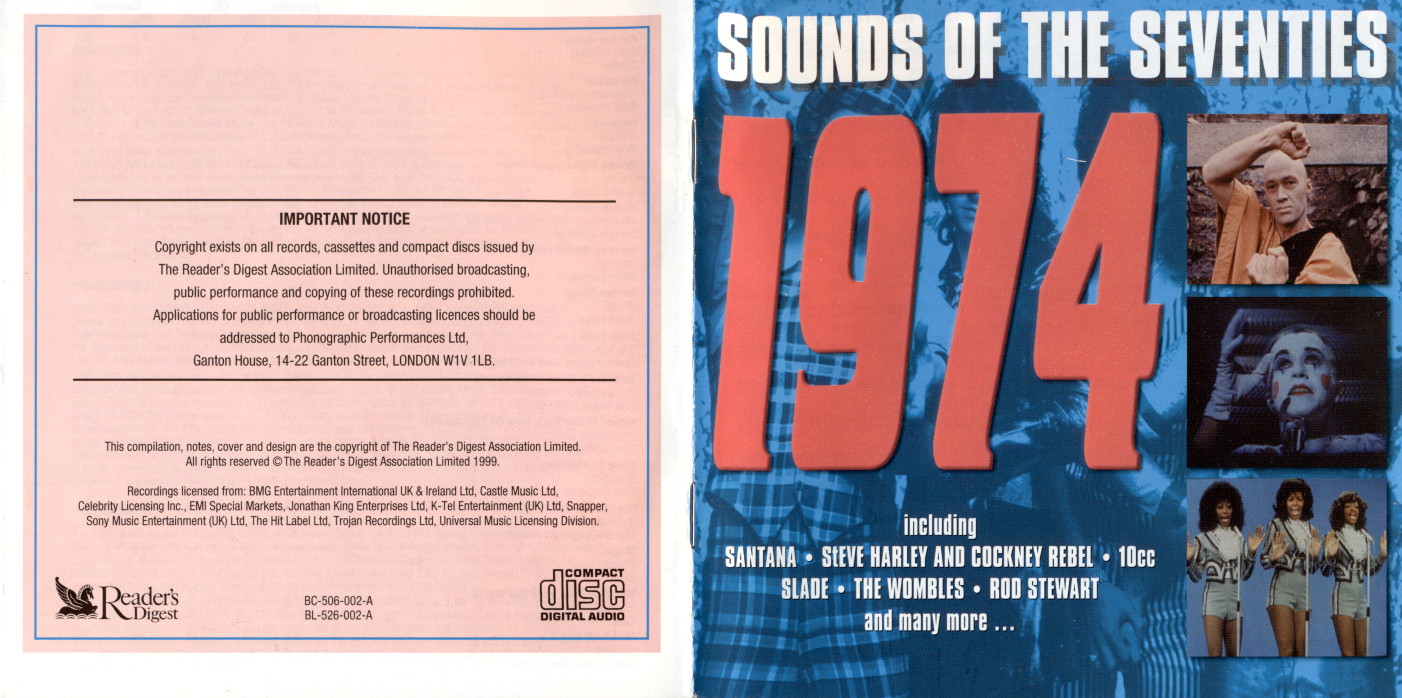 IMPORTANT NOTICE
Copyright exists on all records, cassettes and compact discs issued by
The Reader's Digest Association Limited. Unauthorised broadcasting,
public performance and copying of these recordings prohibited.
Applications for public performance or broadcasting licences should be
addressed to Phonographic Performances Ltd,
Ganton House, 14-22 Ganton Street, LONDON W1V 1LB.
This compilation, notes, cover and design are the copyright of The Reader's Digest Association Limited.
All rights reserved © The Reader's Digest Association Limited 1999.
Recordings licensed from: BMG Entertainment International UK & Ireland Ltd, Castle Music Ltd,
Celebrity Licensing Inc., EMI Special Markets, Jonathan King Enterprises Ltd, K-Tel Entertainment (UK) Ltd, Snapper,
Sony Music Entertainment (UK) Ltd, The Hit Label Ltd, Trojan Recordings Ltd, Universal Music Licensing Division.
Reader's
Digest
BC-506-002-A
BL-526-002-A
COMPACT
disc
DIGITAL AUDIO
SOUNDS OF THE SEVENTIES
1974
including
SANTANA • StEVE HARLEY AND COCKNEY REBEL • 10cc
SLADE • THE WOMBLES • ROD STEWART
and many more ...